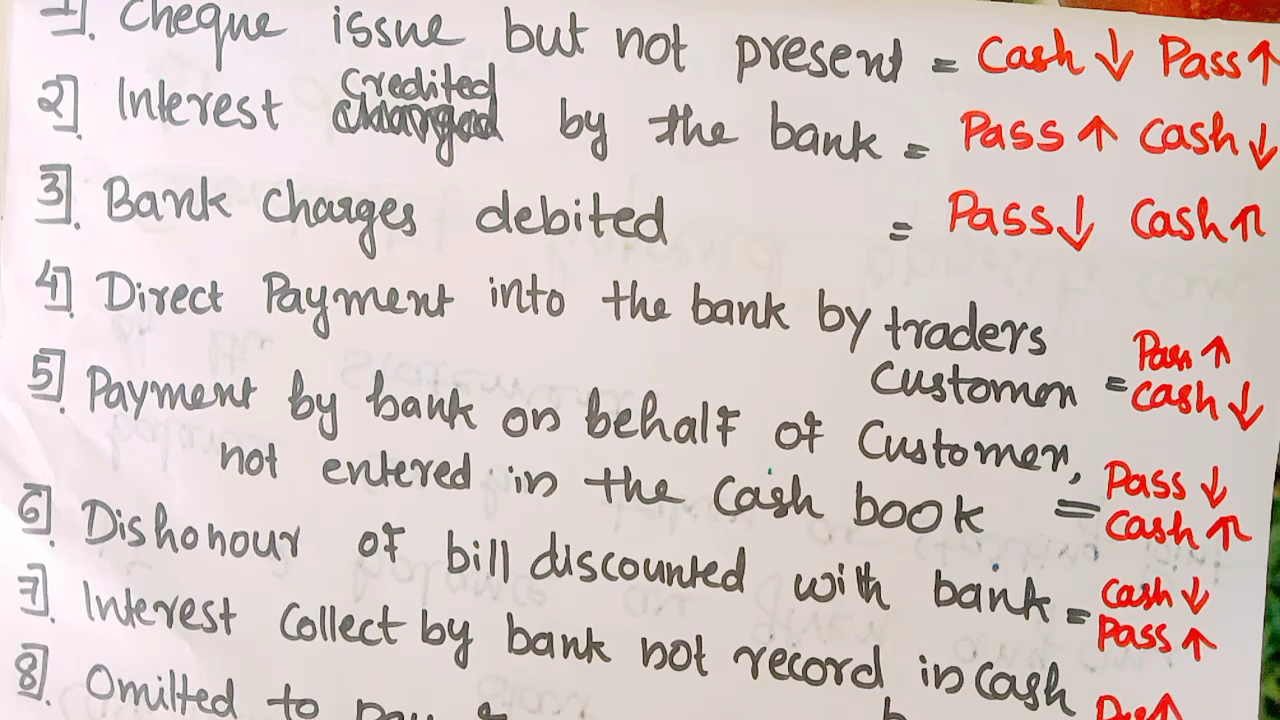 1]. Cheque issue but not present = Cash ↓ Pass ↑
2] Interest Credited by the bank = Pass ↑ Cash ↓
3]. Bank Charges debited = Pass ↓ Cash ↑
4] Direct Payment into the bank by traders
Customer = Pass ↑ Cash ↓
5]. Payment by bank on behalf of Customer,
not entered in the Cash book = Pass ↓ Cash ↑
6]. Dishonour of bill discounted with bank = Cash ↓ Pass ↑
7]. Interest Collect by bank not record in Cash
8]. Omitted to